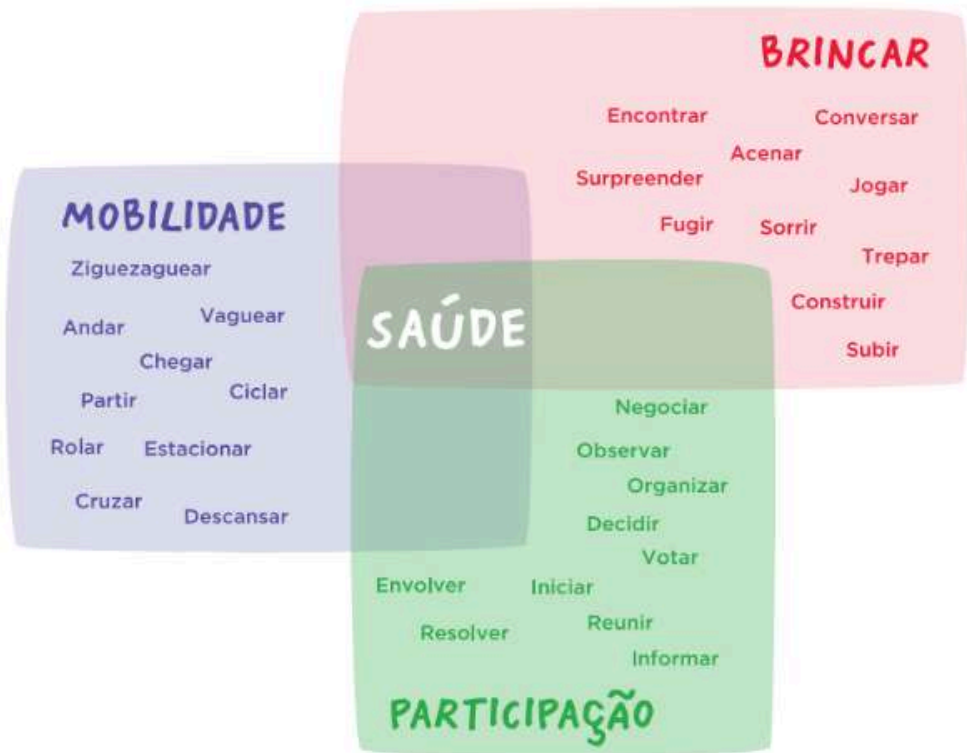 BRINCAR
Encontrar
Conversar
Acenar
Surpreender
Jogar
Fugir
Sorrir
Trepar
Construir
Subir
MOBILIDADE
Ziguezaguear
Vaguear
Andar
Chegar
Ciclar
Partir
Rolar
Estacionar
Cruzar
Descansar
SAÚDE
Negociar
Observar
Organizar
Decidir
Votar
Envolver
Iniciar
Reunir
Resolver
Informar
PARTICIPAÇÃO